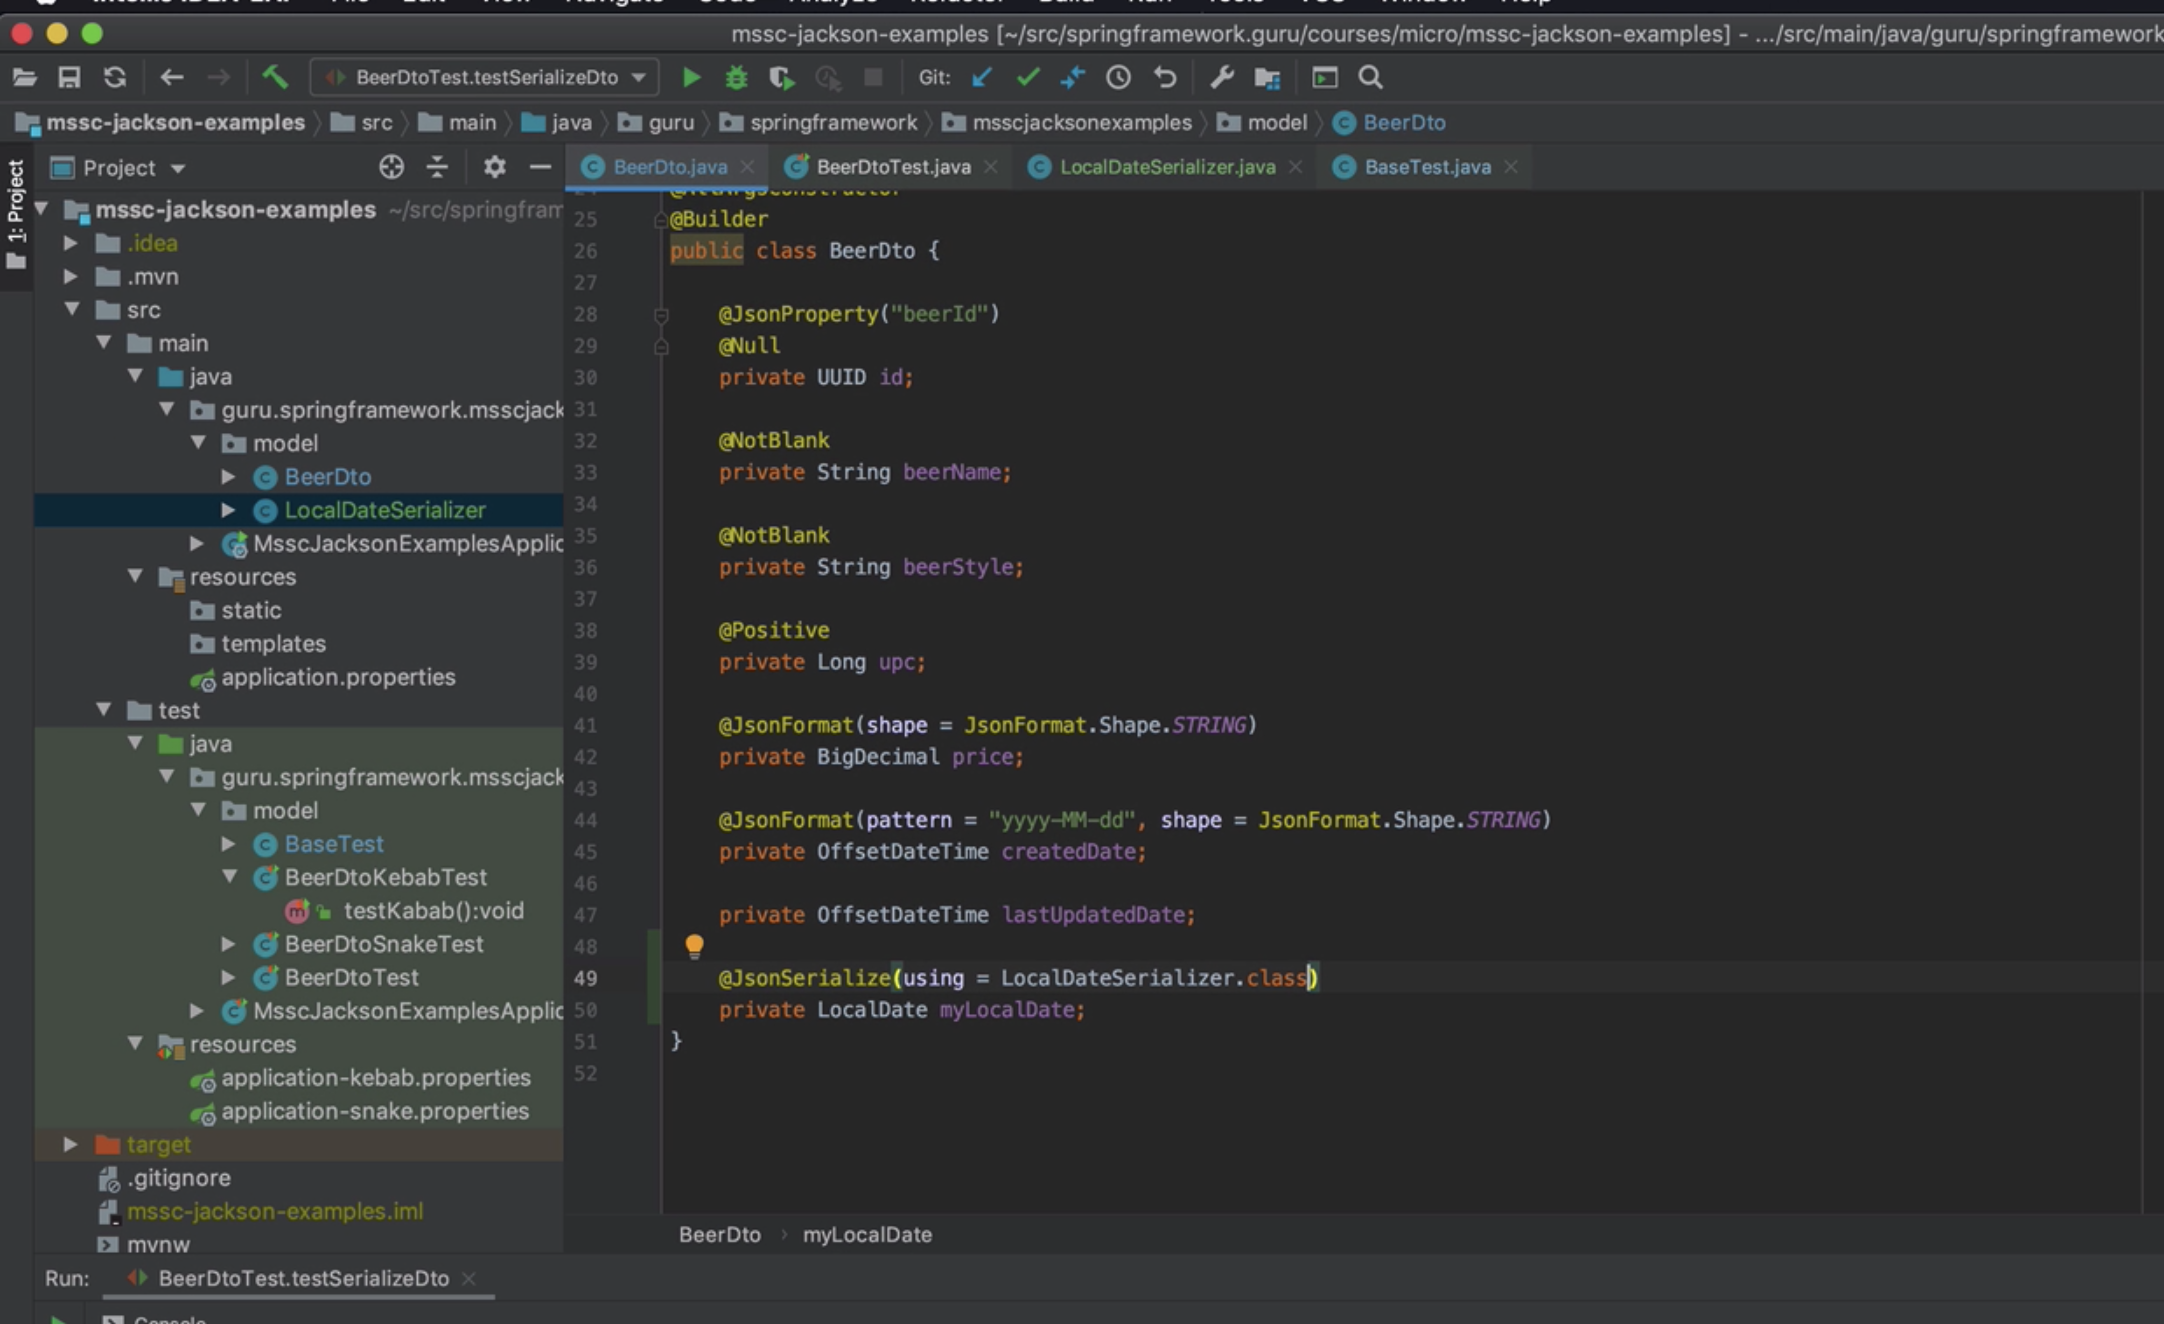 mssc-jackson-examples [~/src/springframework.guru/courses/micro/mssc-jackson-examples] - .../src/main/java/guru/springframework
BeerDtoTest.testSerializeDto
Git:
mssc-jackson-examples
src
main
java
guru
springframework
msscjacksonexamples
model
BeerDto
1: Project
Project
BeerDto.java
BeerDtoTest.java
LocalDateSerializer.java
BaseTest.java
mssc-jackson-examples ~/src/springfram
.idea
.mvn
src
main
java
guru.springframework.msscjack
model
BeerDto
LocalDateSerializer
MsscJacksonExamplesApplic
resources
static
templates
application.properties
test
java
guru.springframework.msscjack
model
BaseTest
BeerDtoKebabTest
testKabab():void
BeerDtoSnakeTest
BeerDtoTest
MsscJacksonExamplesApplic
resources
application-kebab.properties
application-snake.properties
target
.gitignore
mssc-jackson-examples.iml
mvnw
25 @Builder
26 public class BeerDto {
27
28 @JsonProperty("beerId")
29 @Null
30 private UUID id;
31
32 @NotBlank
33 private String beerName;
34
35 @NotBlank
36 private String beerStyle;
37
38 @Positive
39 private Long upc;
40
41 @JsonFormat(shape = JsonFormat.Shape.STRING)
42 private BigDecimal price;
43
44 @JsonFormat(pattern = "yyyy-MM-dd", shape = JsonFormat.Shape.STRING)
45 private OffsetDateTime createdDate;
46
47 private OffsetDateTime lastUpdatedDate;
48
49 @JsonSerialize(using = LocalDateSerializer.class)
50 private LocalDate myLocalDate;
51 }
52
BeerDto
myLocalDate
Run:
BeerDtoTest.testSerializeDto
Console